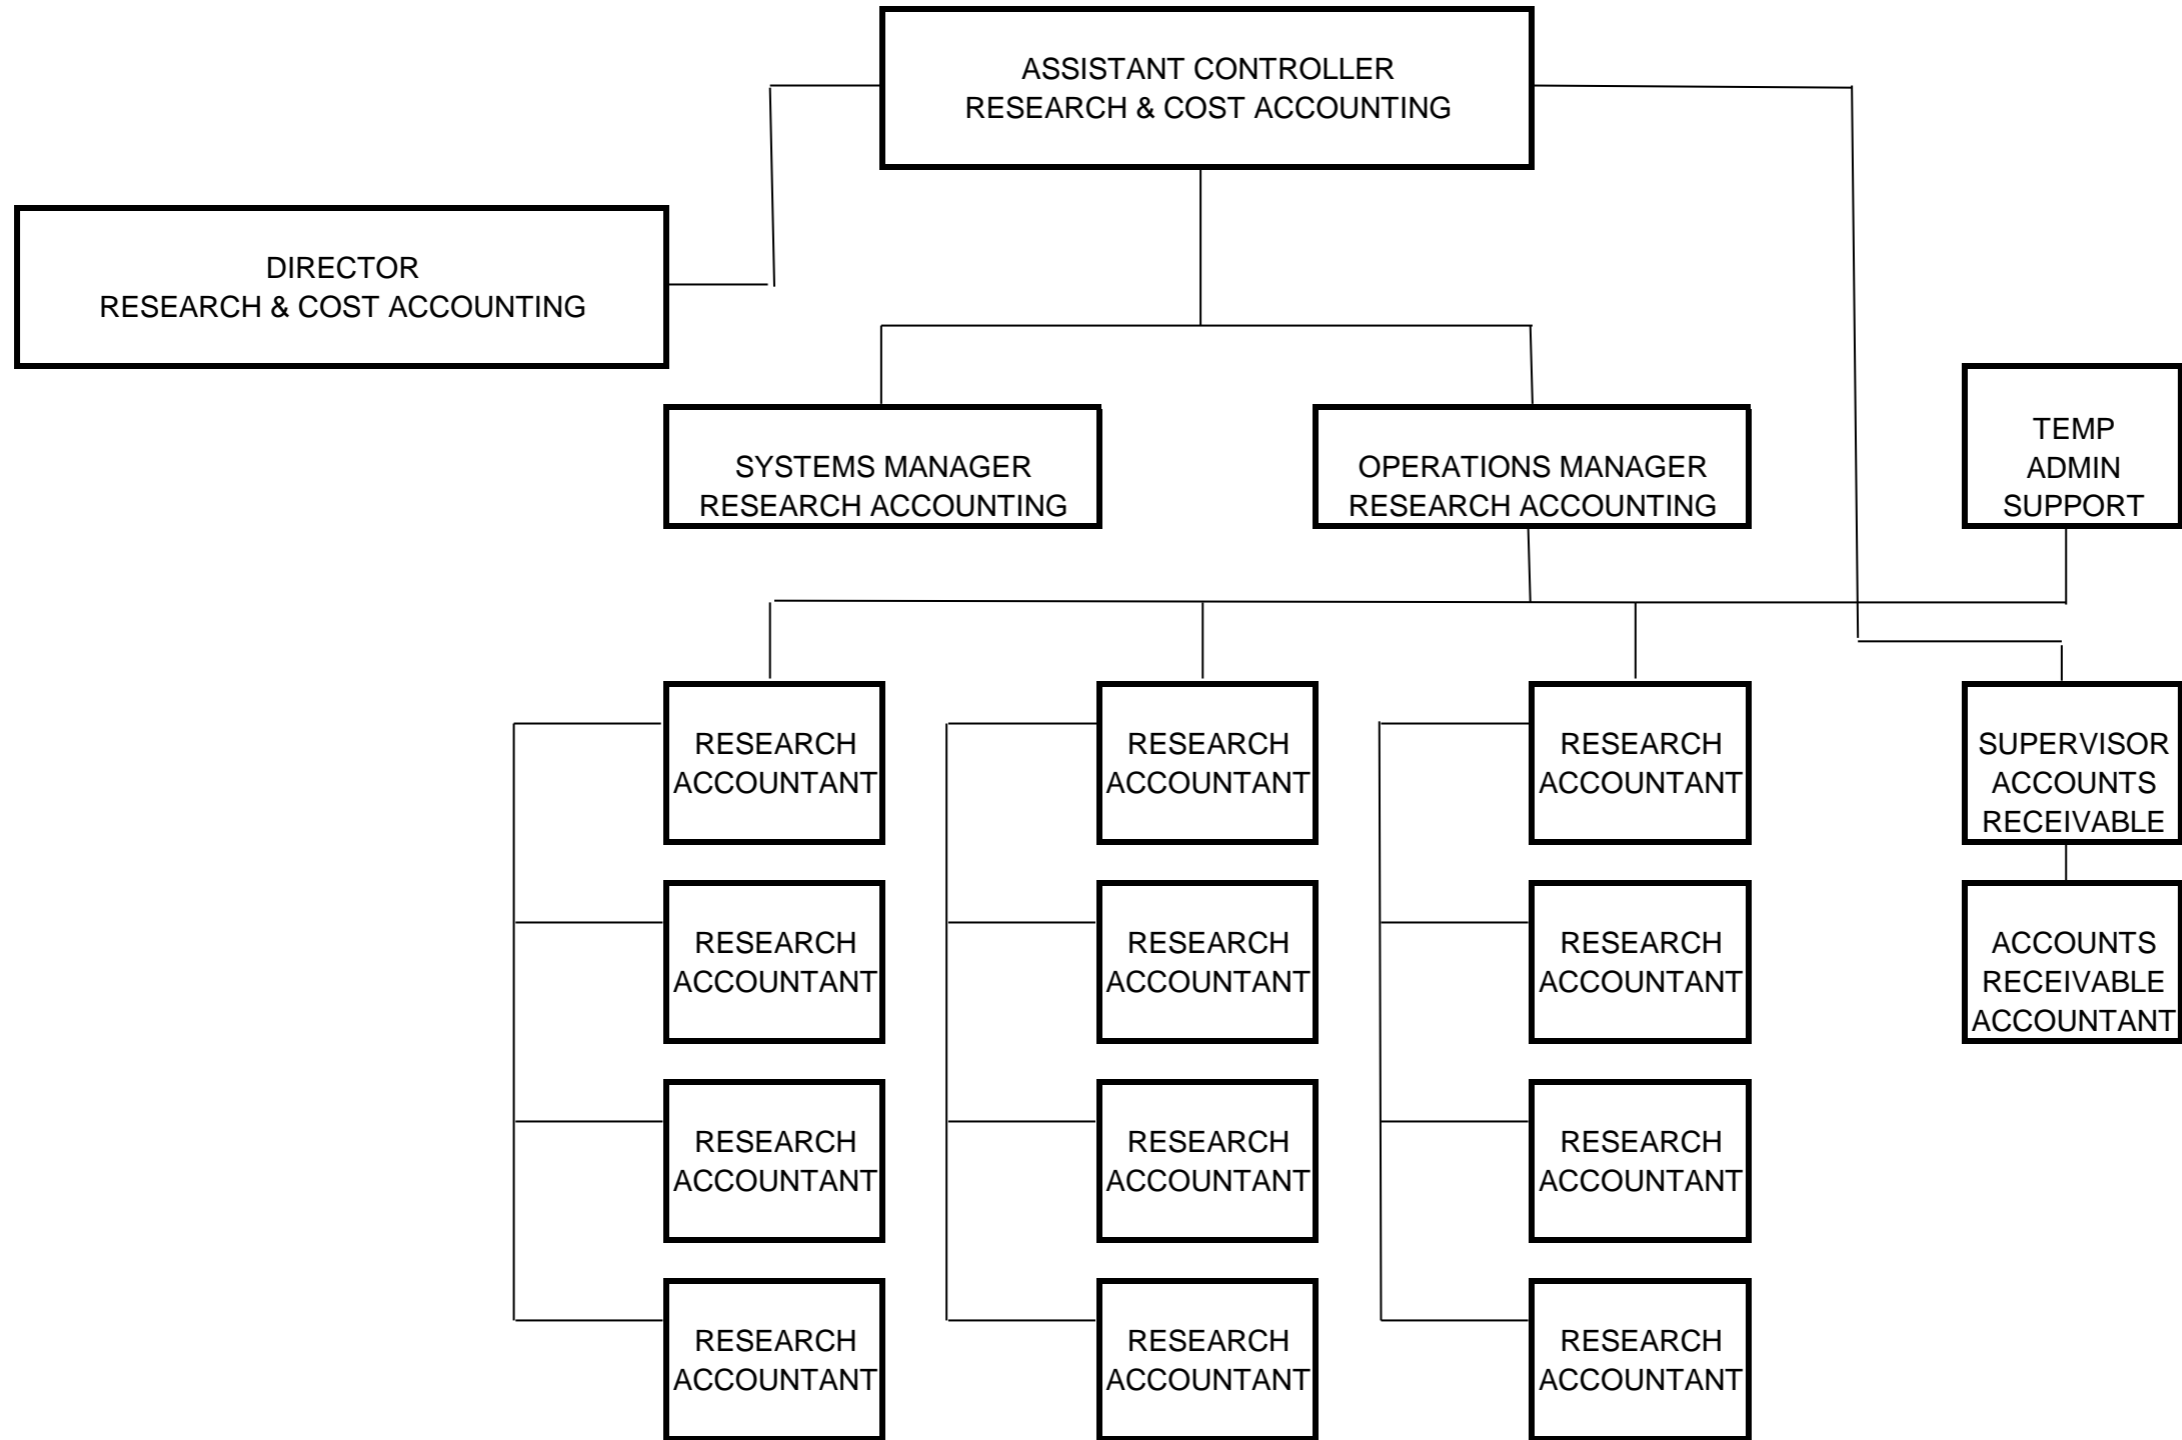 ASSISTANT CONTROLLER
RESEARCH & COST ACCOUNTING
DIRECTOR
RESEARCH & COST ACCOUNTING
SYSTEMS MANAGER
RESEARCH ACCOUNTING
OPERATIONS MANAGER
RESEARCH ACCOUNTING
TEMP
ADMIN
SUPPORT
RESEARCH
ACCOUNTANT
RESEARCH
ACCOUNTANT
RESEARCH
ACCOUNTANT
SUPERVISOR
ACCOUNTS
RECEIVABLE
RESEARCH
ACCOUNTANT
RESEARCH
ACCOUNTANT
RESEARCH
ACCOUNTANT
ACCOUNTS
RECEIVABLE
ACCOUNTANT
RESEARCH
ACCOUNTANT
RESEARCH
ACCOUNTANT
RESEARCH
ACCOUNTANT
RESEARCH
ACCOUNTANT
RESEARCH
ACCOUNTANT
RESEARCH
ACCOUNTANT